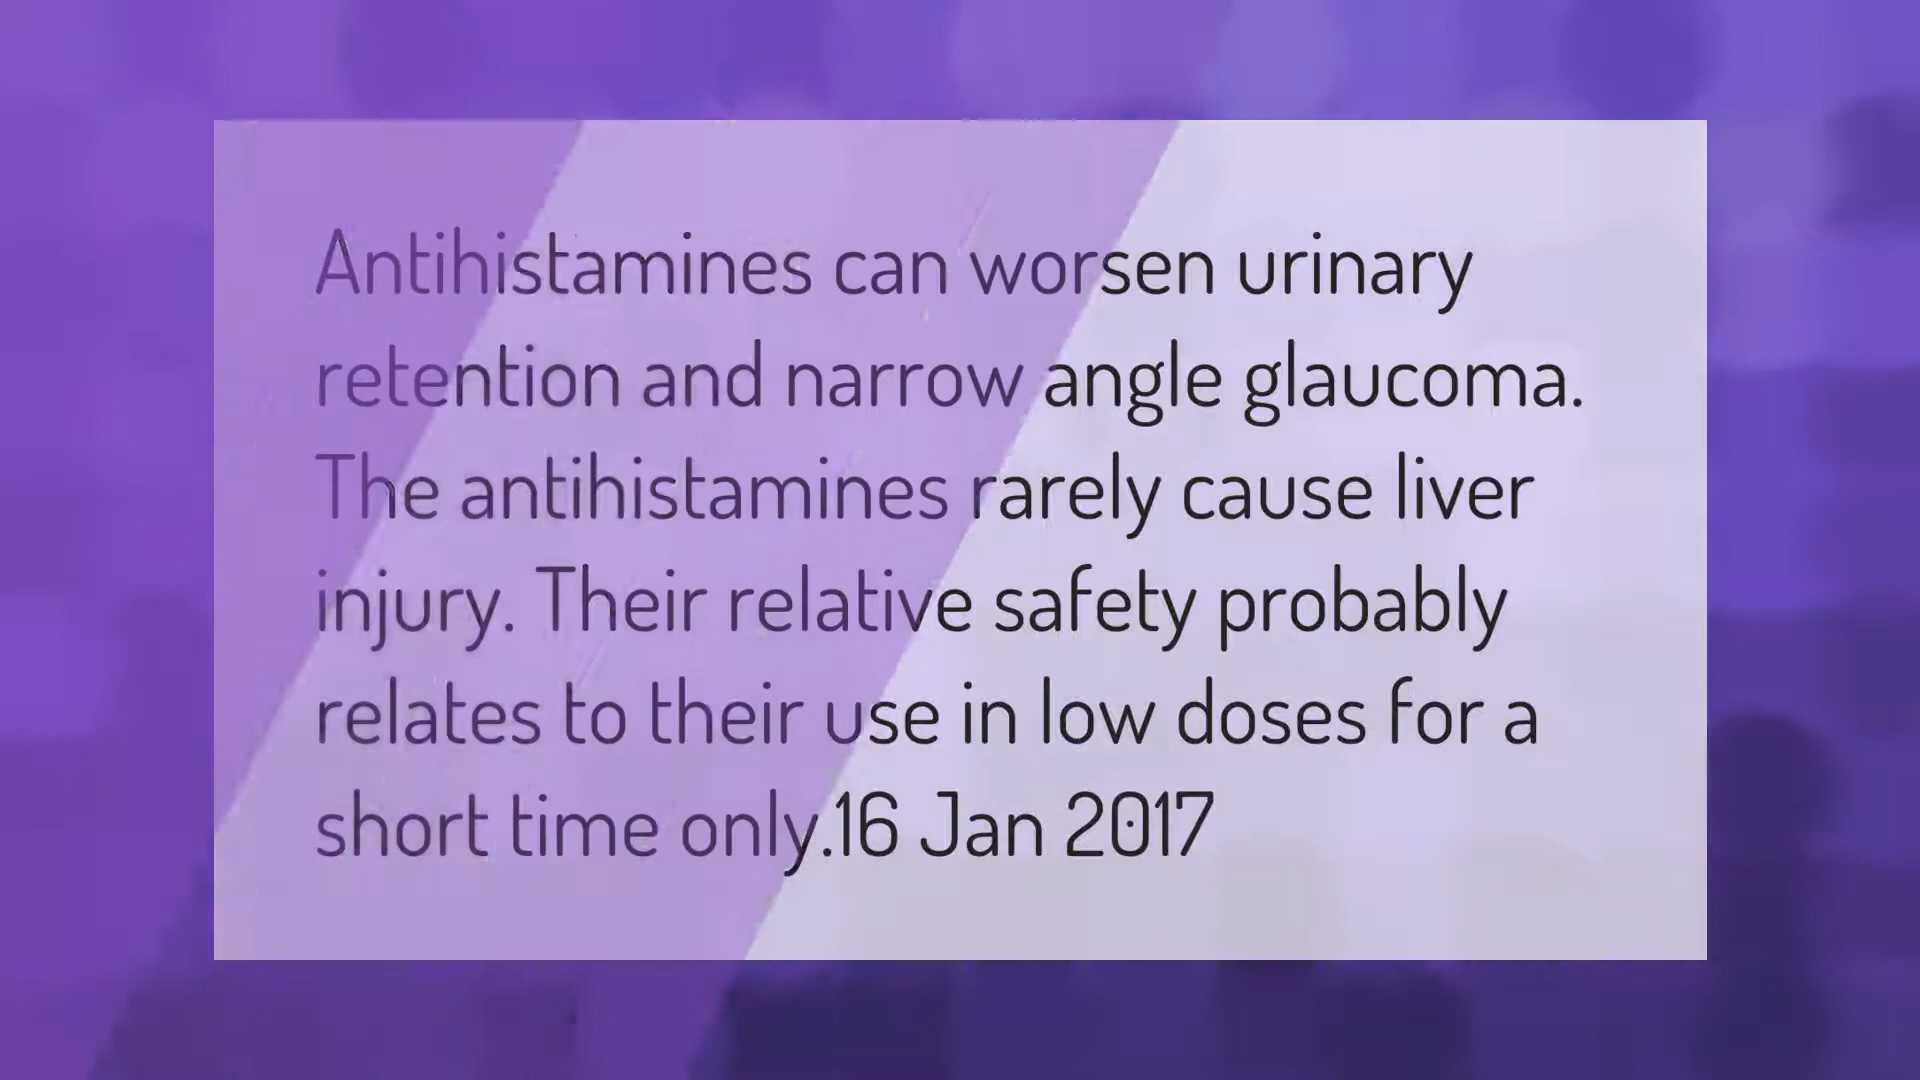 Antihistamines can worsen urinary
retention and narrow angle glaucoma.
The antihistamines rarely cause liver
injury. Their relative safety probably
relates to their use in low doses for a
short time only.16 Jan 2017